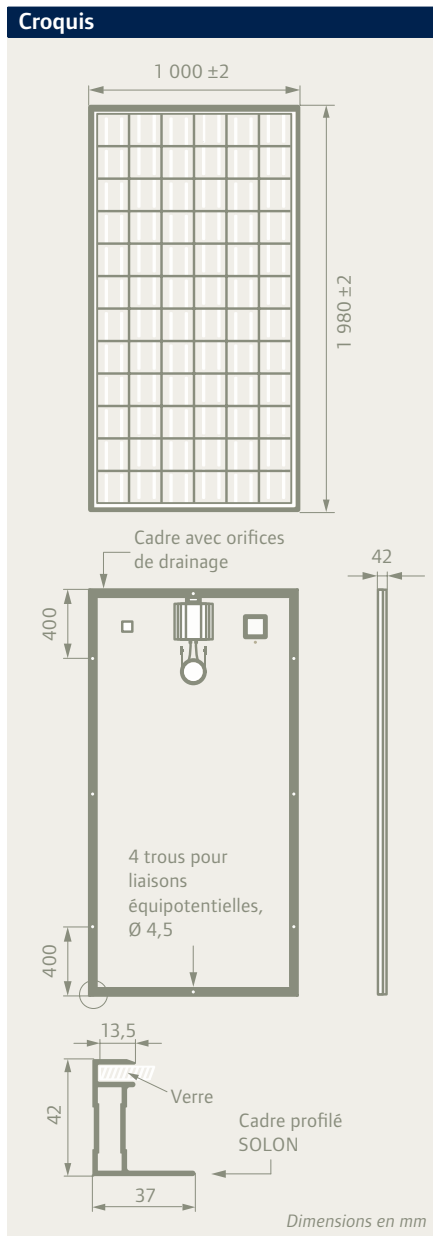 Croquis
1 000 ±2
1 980 ±2
Cadre avec orifices
de drainage
42
400
4 trous pour
liaisons
équipotentielles,
Ø 4,5
400
13,5
Verre
42
Cadre profilé
SOLON
37
Dimensions en mm